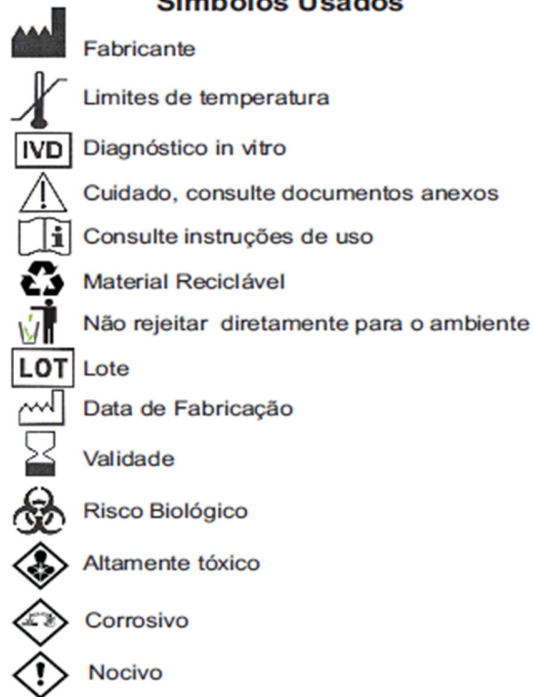 Símbolos Usados
Fabricante
Limites de temperatura
IVD Diagnóstico in vitro
Cuidado, consulte documentos anexos
i Consulte instruções de uso
Material Reciclável
Não rejeitar diretamente para o ambiente
LOT Lote
Data de Fabricação
Validade
Risco Biológico
Altamente tóxico
Corrosivo
Nocivo